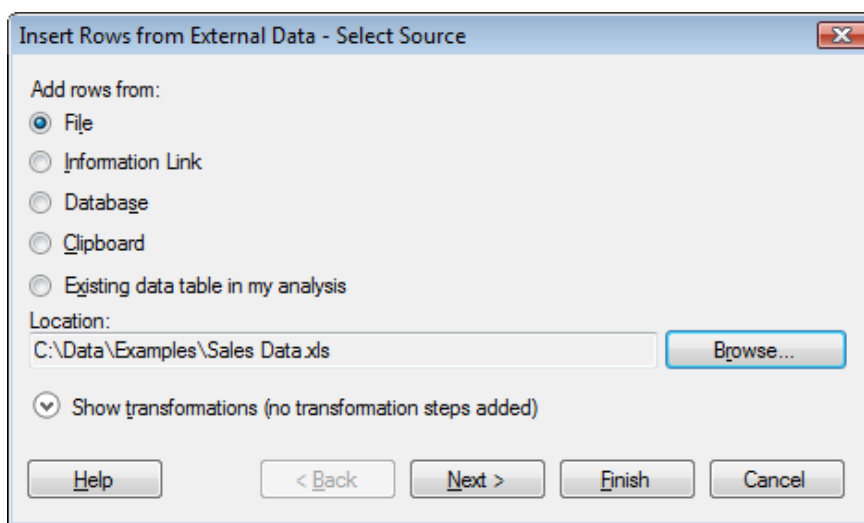 Insert Rows from External Data - Select Source
Add rows from:
File
Information Link
Database
Clipboard
Existing data table in my analysis
Location:
C:\Data\Examples\Sales Data.xls
Browse...
Show transformations (no transformation steps added)
Help
< Back
Next >
Finish
Cancel